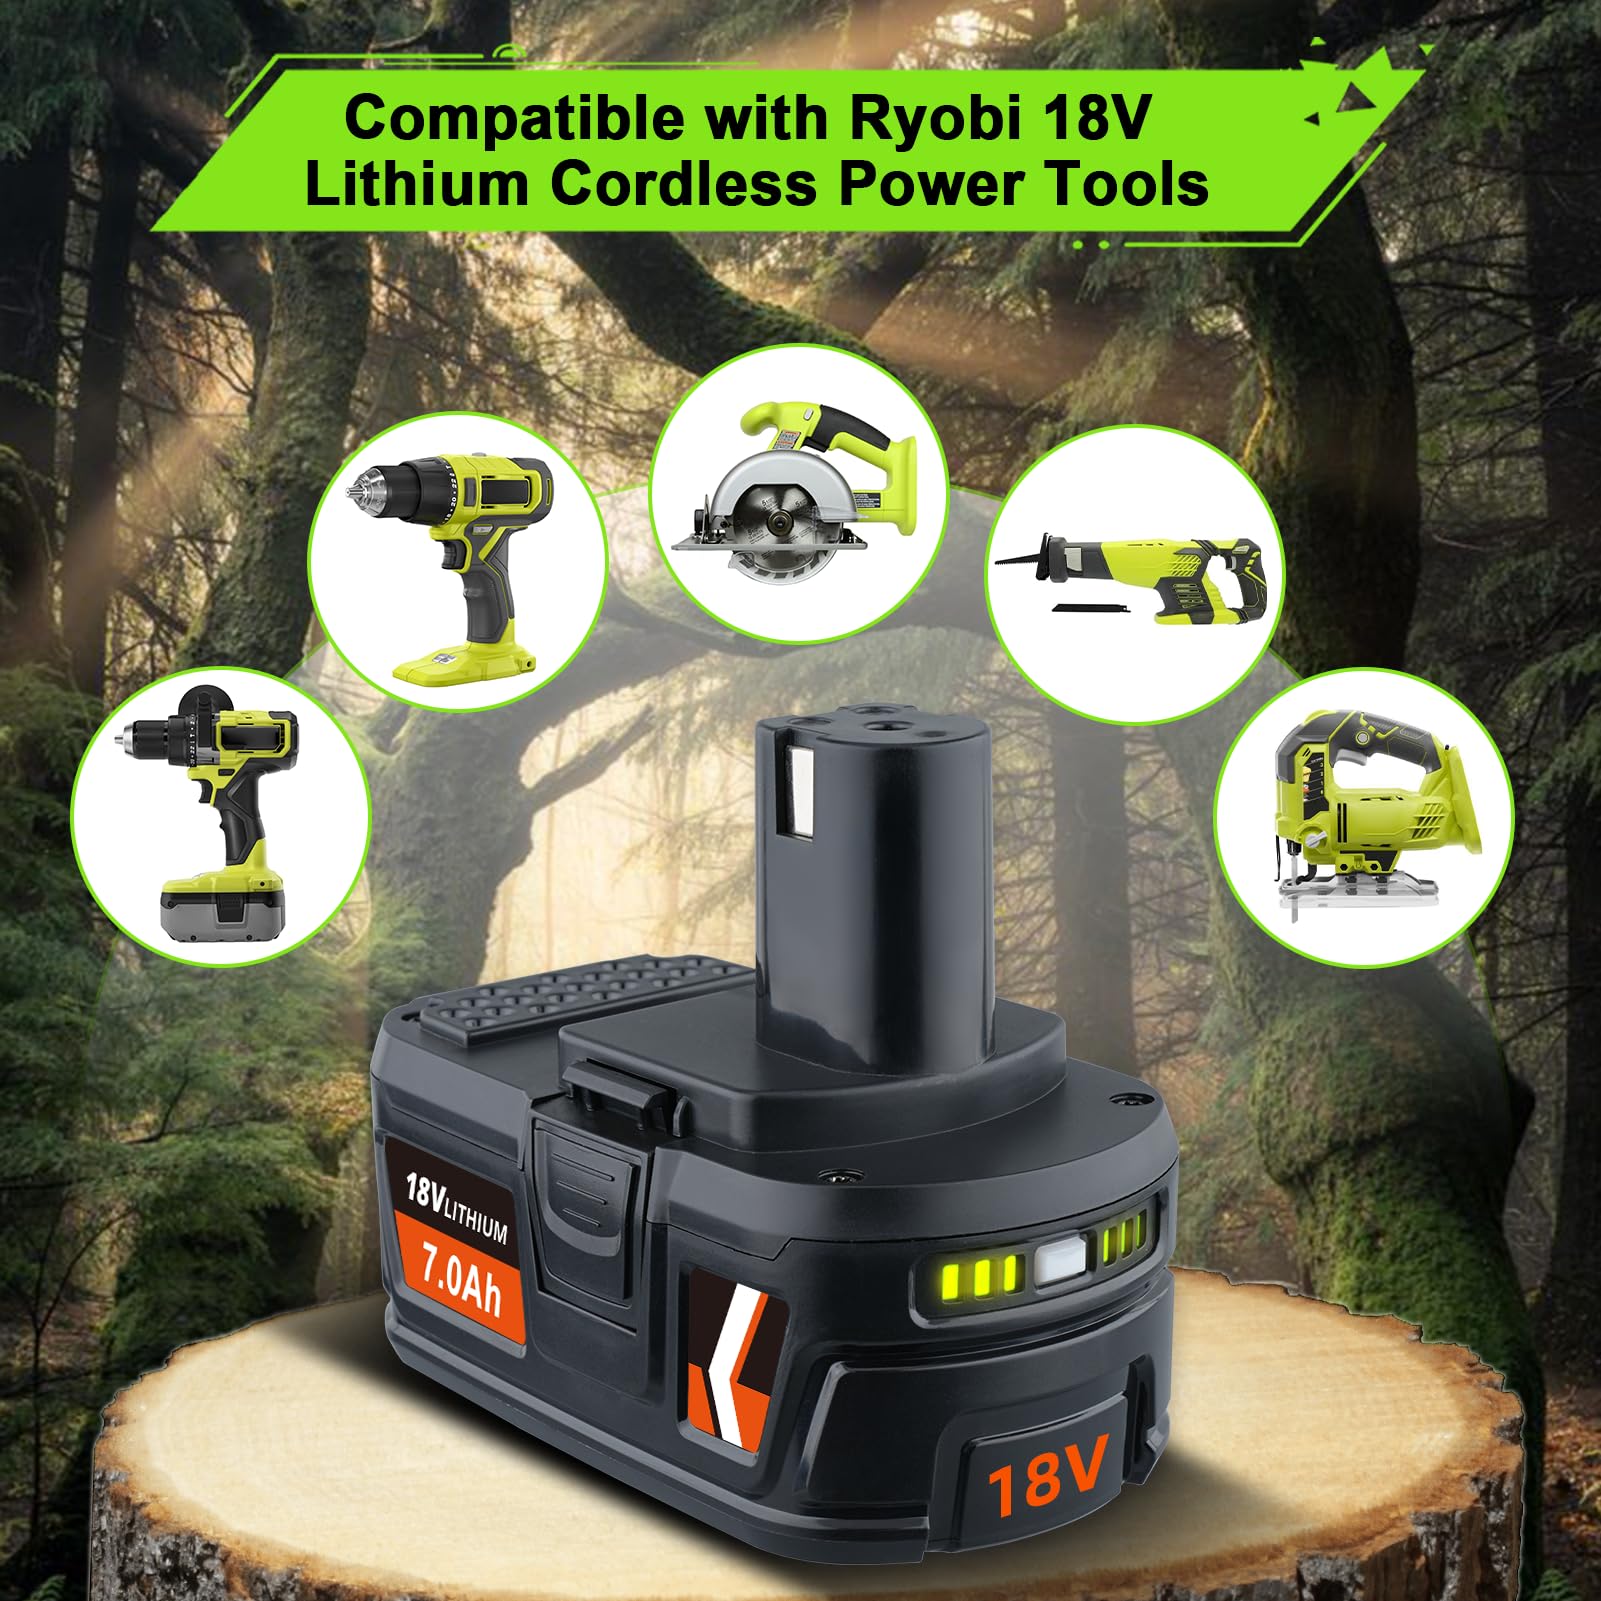 Compatible with Ryobi 18V
Lithium Cordless Power Tools
18V LITHIUM
7.0Ah
18V